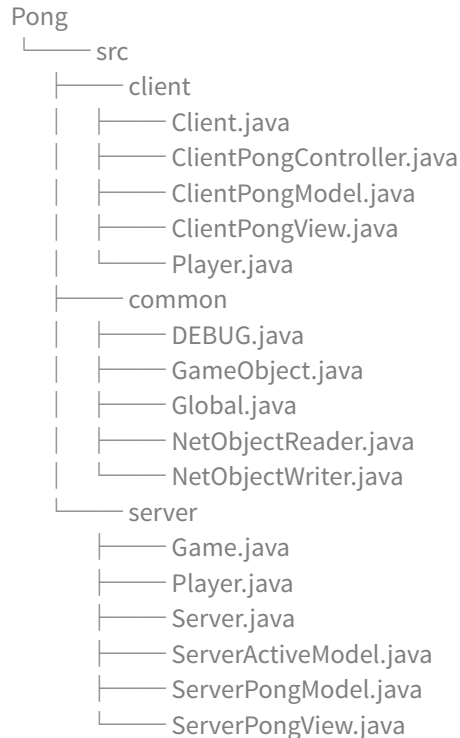 Pong
src
client
Client.java
ClientPongController.java
ClientPongModel.java
ClientPongView.java
Player.java
common
DEBUG.java
GameObject.java
Global.java
NetObjectReader.java
NetObjectWriter.java
server
Game.java
Player.java
Server.java
ServerActiveModel.java
ServerPongModel.java
ServerPongView.java